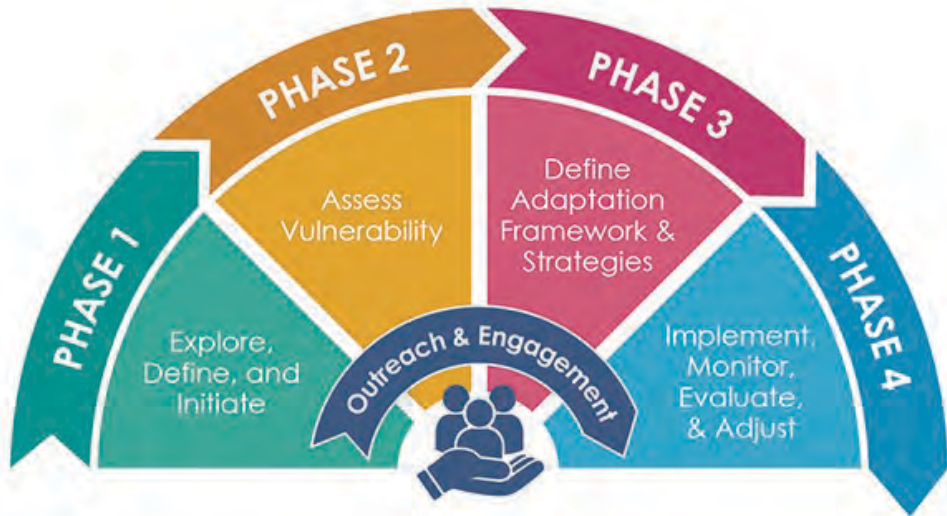 PHASE 1
Explore,
Define, and
Initiate
PHASE 2
Assess
Vulnerability
PHASE 3
Define
Adaptation
Framework &
Strategies
PHASE 4
Implement,
Monitor,
Evaluate,
& Adjust
Outreach & Engagement